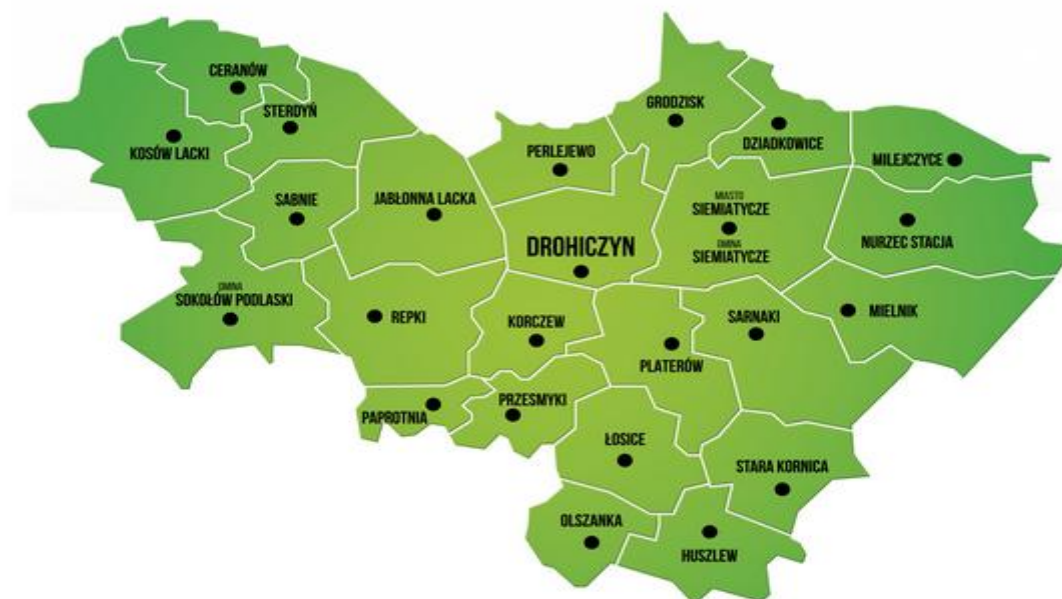 CERANÓW
STERDYŃ
KOSÓW LACKI
GRODZISK
DZIADKOWICE
PERLEJEWO
MILEJCZYCE
SABNIE
JABŁONNA LACKA
MIASTO
SIEMIATYCZE
GMINA
SIEMIATYCZE
NURZEC STACJA
DROHICZYN
GMINA
SOKOŁÓW PODLASKI
REPKI
KORCZEW
SARNAKI
MIELNIK
PLATERÓW
PAPROTNIA
PRZESMYKI
ŁOSICE
STARA KORNICA
OLSZANKA
HUSZLEW